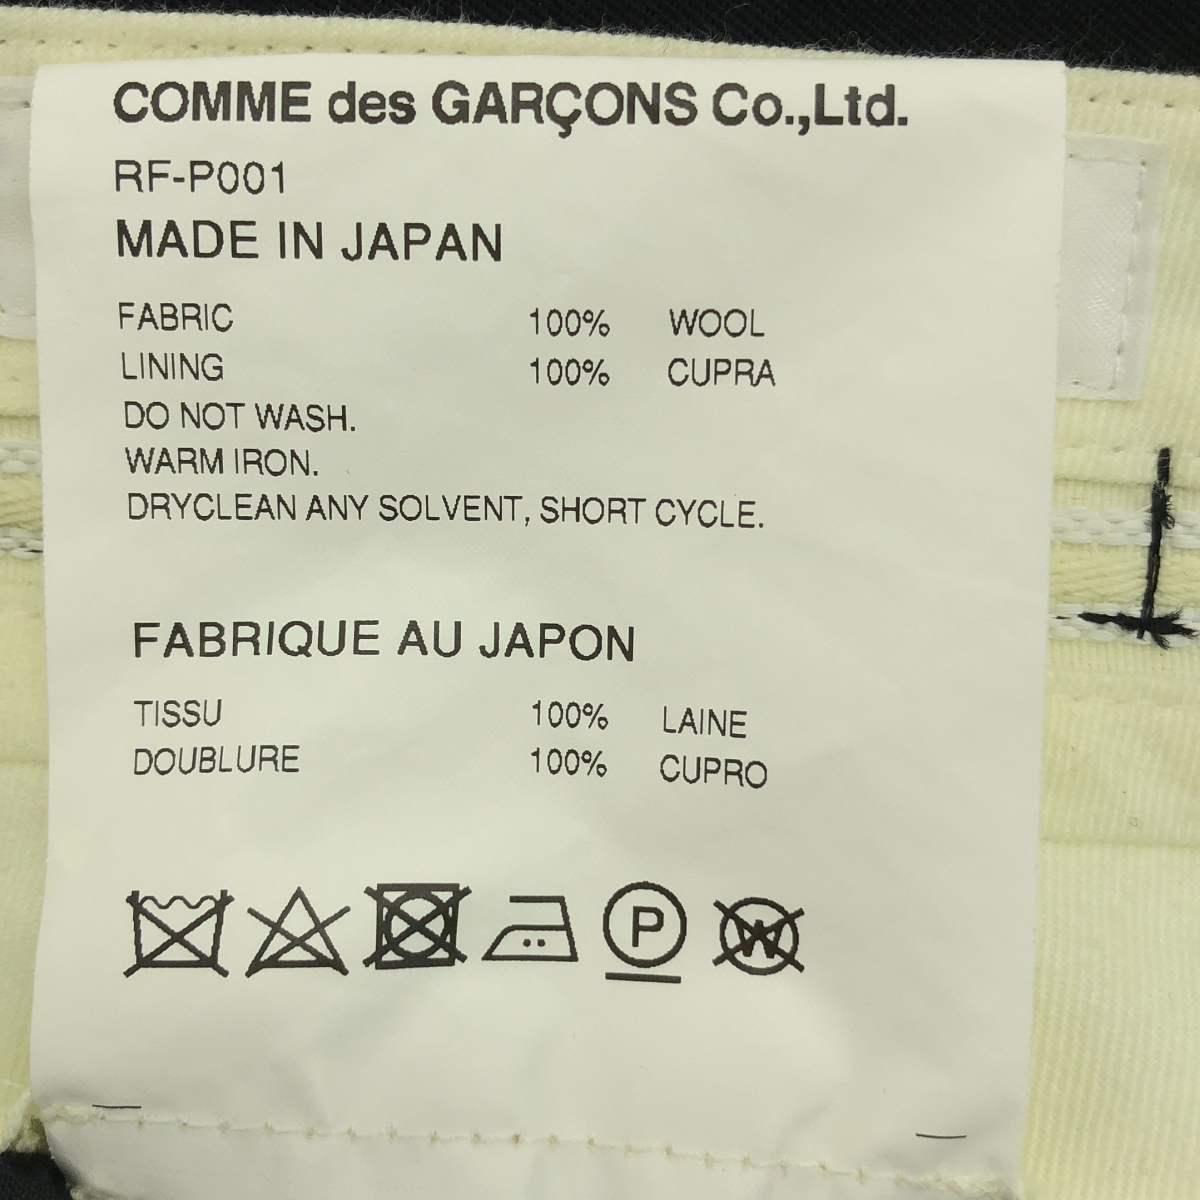 COMME des GARÇONS Co.,Ltd.
RF-P001
MADE IN JAPAN
FABRIC 100% WOOL
LINING 100% CUPRA
DO NOT WASH.
WARM IRON.
DRYCLEAN ANY SOLVENT, SHORT CYCLE.
FABRIQUE AU JAPON
TISSU 100% LAINE
DOUBLURE 100% CUPRO
P W